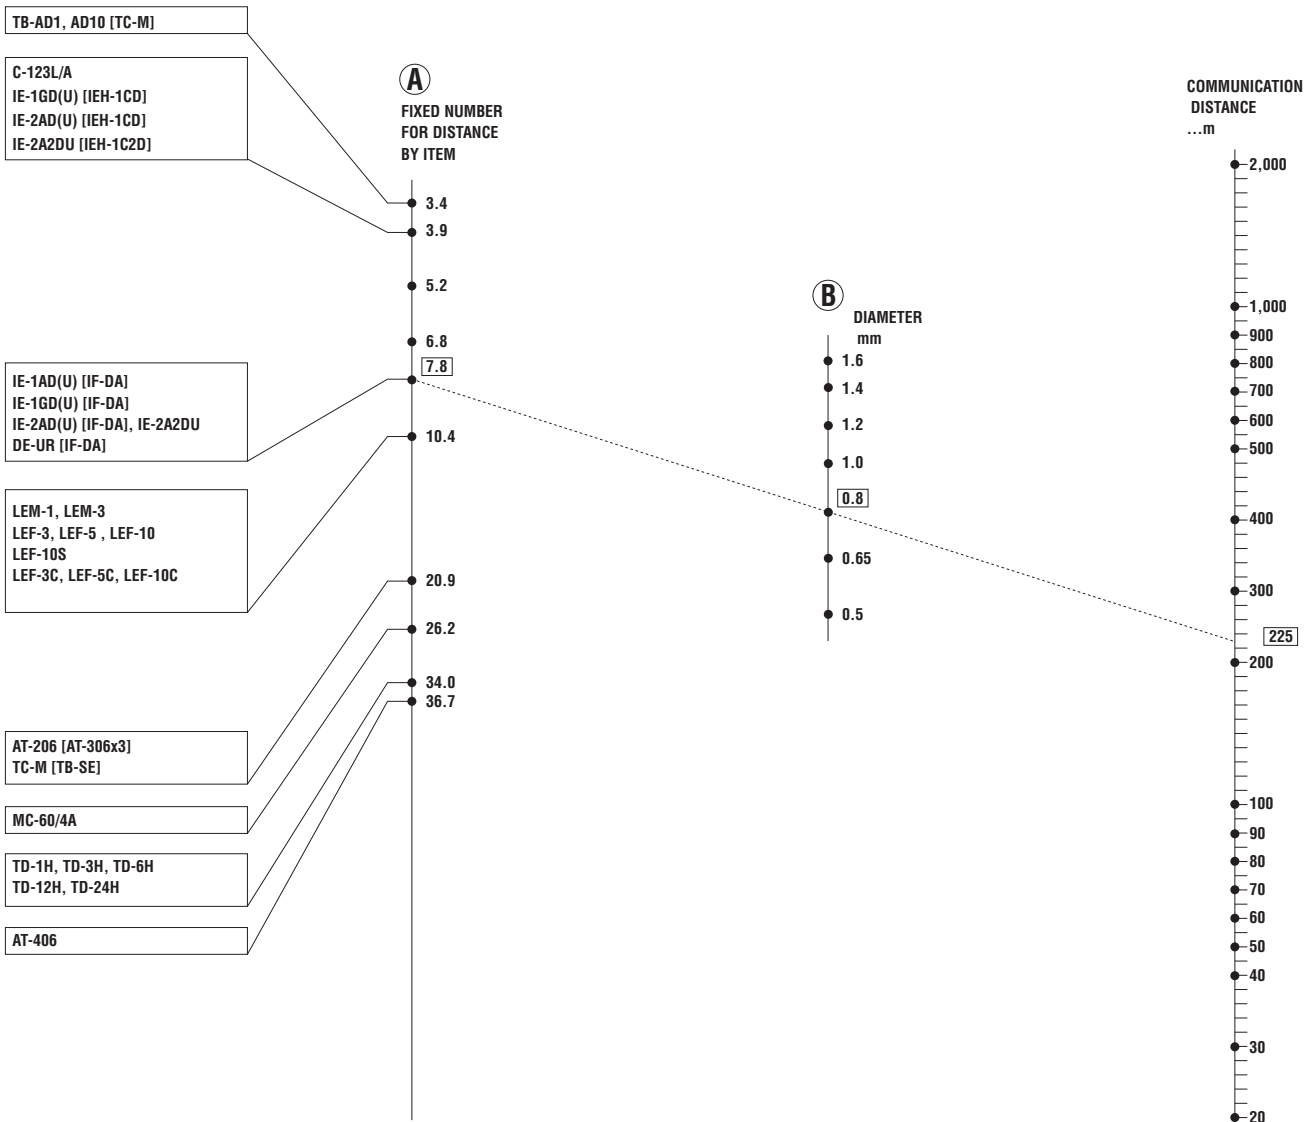 TB-AD1, AD10 [TC-M]
C-123L/A
IE-1GD(U) [IEH-1CD]
IE-2AD(U) [IEH-1CD]
IE-2A2DU [IEH-1C2D]
IE-1AD(U) [IF-DA]
IE-1GD(U) [IF-DA]
IE-2AD(U) [IF-DA], IE-2A2DU
DE-UR [IF-DA]
LEM-1, LEM-3
LEF-3, LEF-5 , LEF-10
LEF-10S
LEF-3C, LEF-5C, LEF-10C
AT-206 [AT-306x3]
TC-M [TB-SE]
MC-60/4A
TD-1H, TD-3H, TD-6H
TD-12H, TD-24H
AT-406
A
FIXED NUMBER
FOR DISTANCE
BY ITEM
3.4
3.9
5.2
6.8
7.8
10.4
20.9
26.2
34.0
36.7
B
DIAMETER
mm
1.6
1.4
1.2
1.0
0.8
0.65
0.5
COMMUNICATION
DISTANCE
...m
2,000
1,000
900
800
700
600
500
400
300
225
200
100
90
80
70
60
50
40
30
20